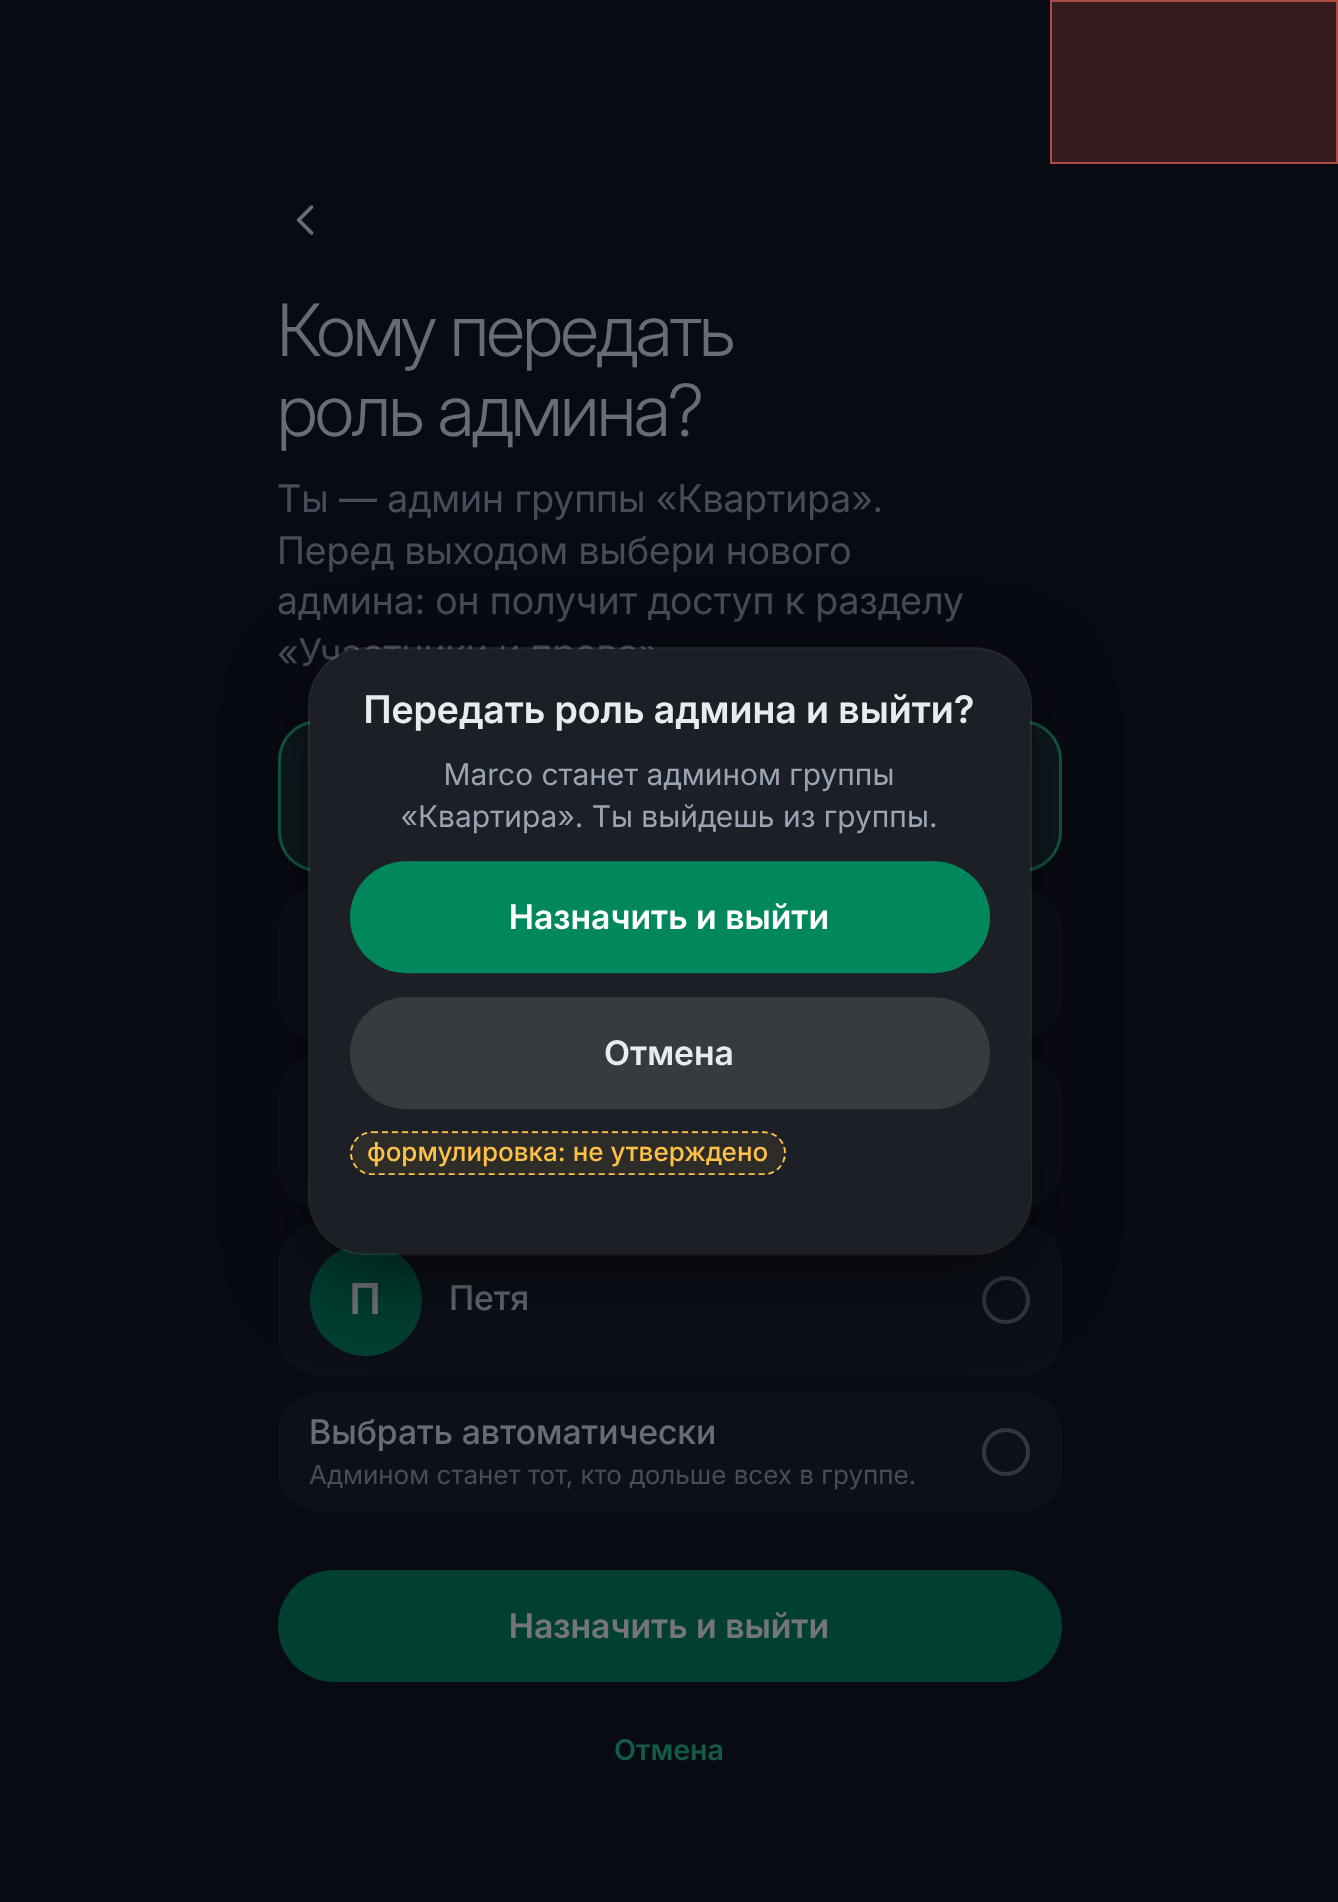 Кому передать
роль админа?
Ты — админ группы «Квартира».
Перед выходом выбери нового
админа: он получит доступ к разделу
«Участники и права».
Передать роль админа и выйти?
Marco станет админом группы
«Квартира». Ты выйдешь из группы.
Назначить и выйти
Отмена
формулировка: не утверждено
П
Петя
Выбрать автоматически
Админом станет тот, кто дольше всех в группе.
Назначить и выйти
Отмена